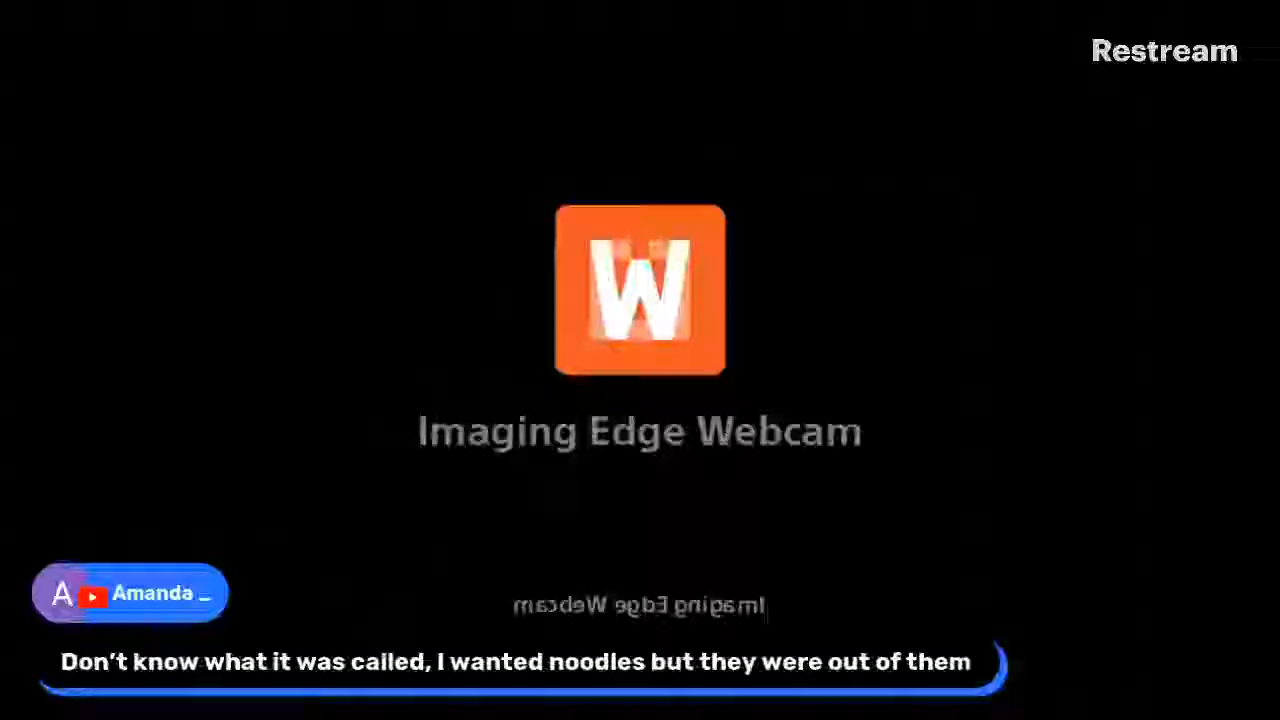 Restream
W
Imaging Edge Webcam
A Amanda _
Imaging Edge Webcam
Don't know what it was called, I wanted noodles but they were out of them